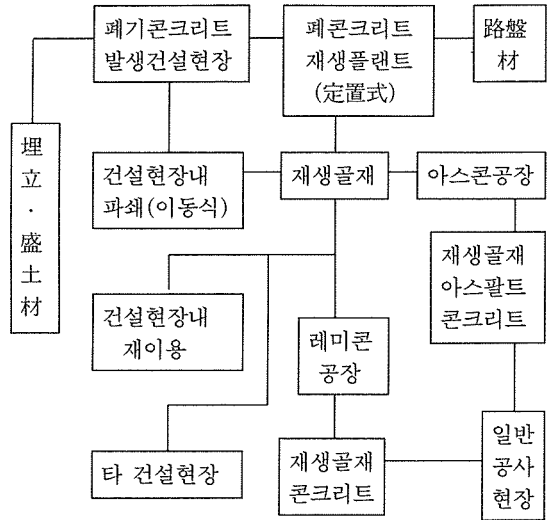 폐기콘크리트
발생건설현장
폐콘크리트
재생플랜트
(定置式)
路盤
材
埋
立
·
盛
土
材
건설현장내
파쇄(이동식)
재생골재
아스콘공장
재생골재
아스팔트
콘크리트
건설현장내
재이용
레미콘
공장
타 건설현장
재생골재
콘크리트
일반
공사
현장